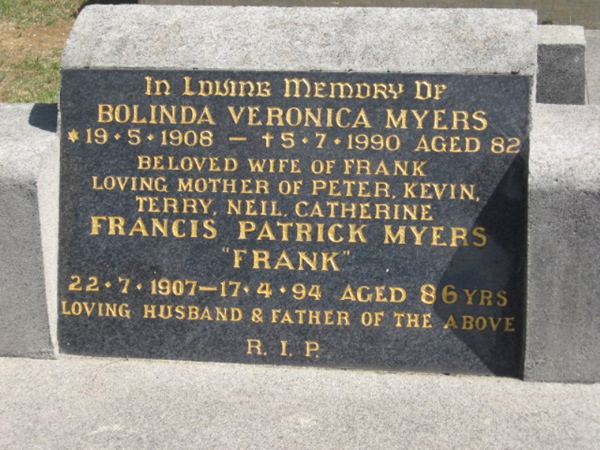 In Loving Memory Of
BOLINDA VERONICA MYERS
*19·5·1908 — †5·7·1990 AGED 82
BELOVED WIFE OF FRANK
LOVING MOTHER OF PETER, KEVIN,
TERRY, NEIL, CATHERINE
FRANCIS PATRICK MYERS
"FRANK"
22·7·1907—17·4·94 AGED 86 YRS
LOVING HUSBAND & FATHER OF THE ABOVE
R. I. P.